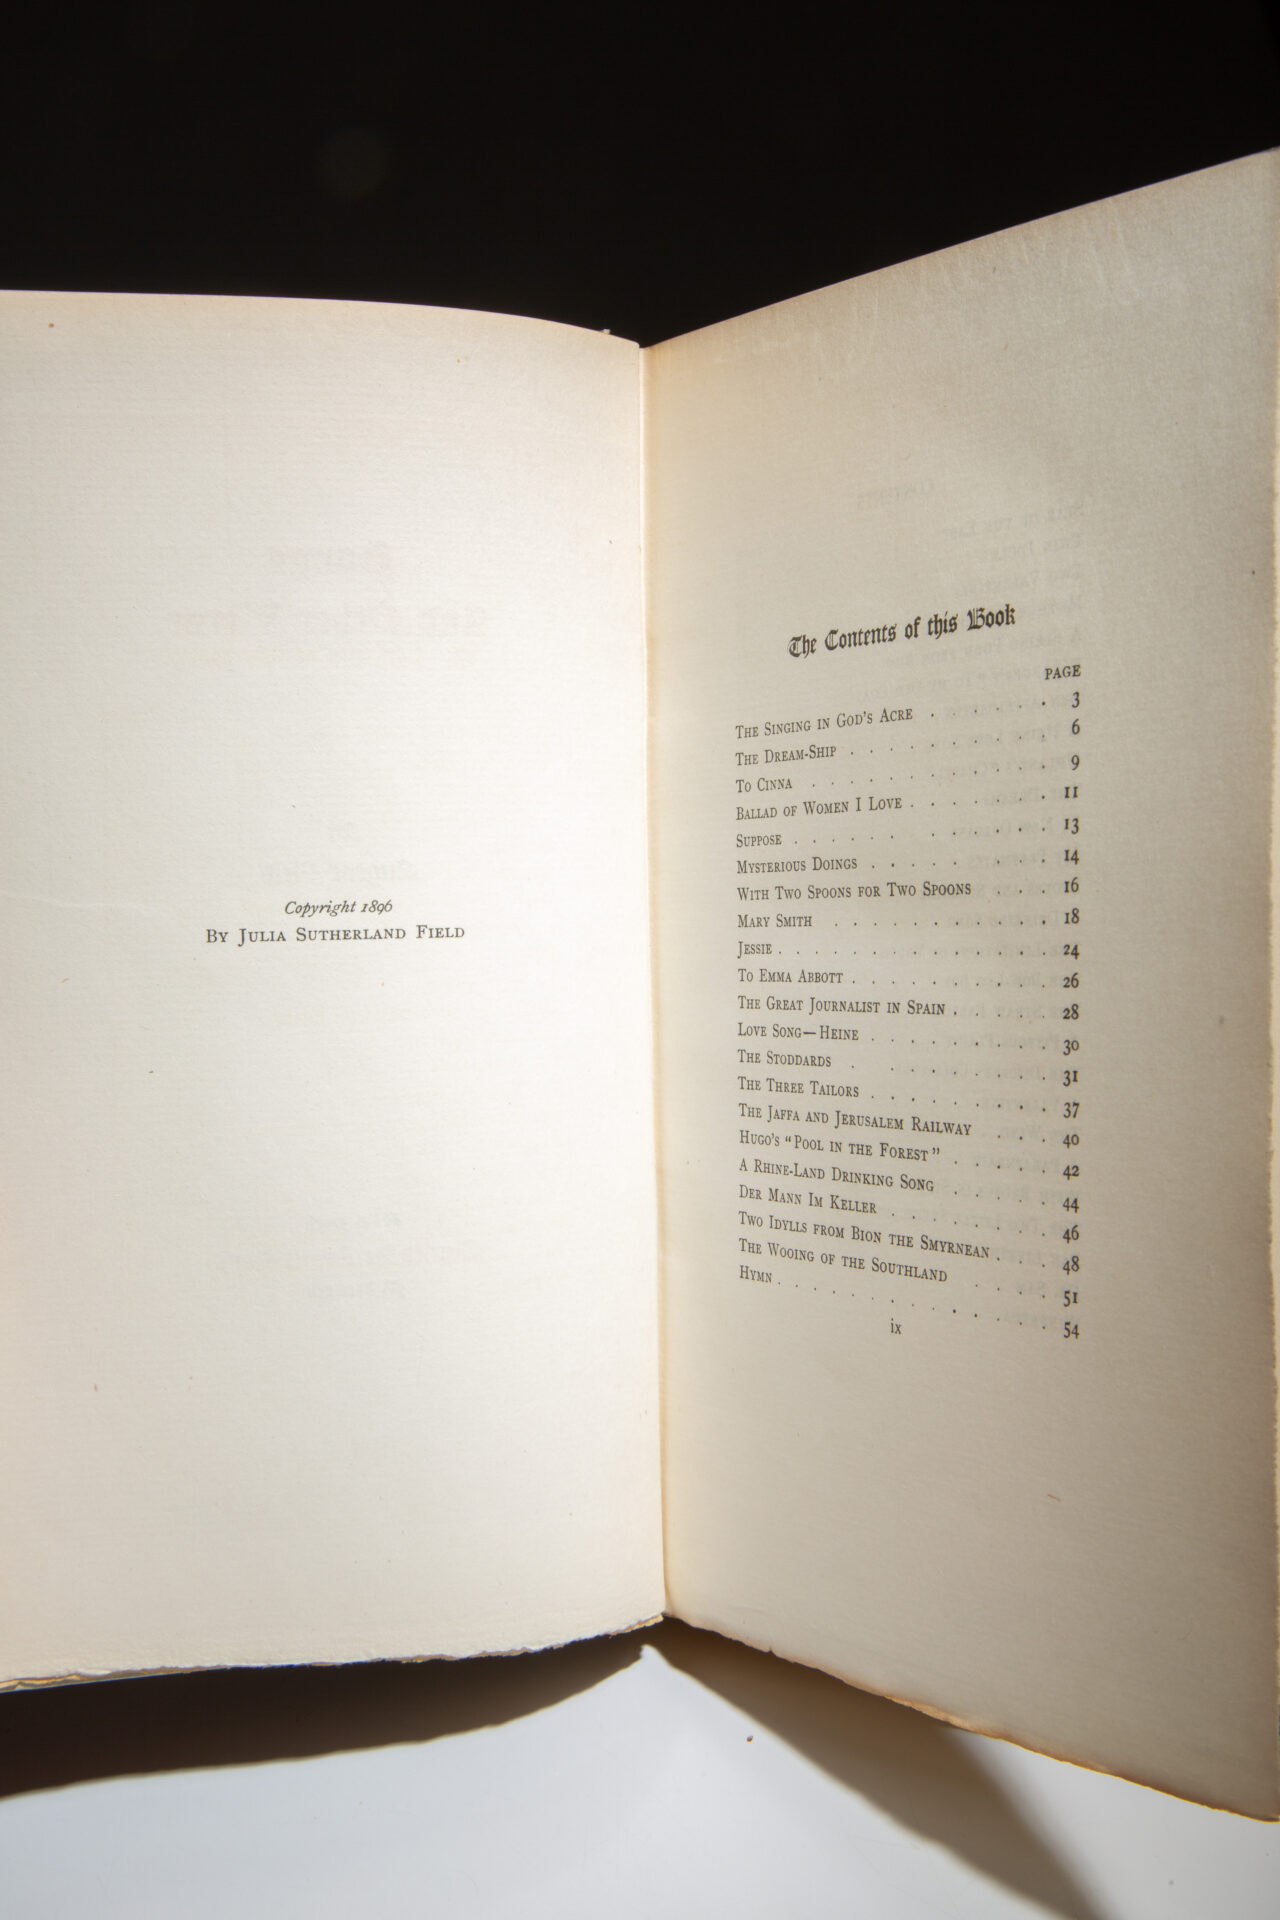 Copyright 1896
By Julia Sutherland Field
The Contents of this Book
PAGE
The Singing in God's Acre . . . . . . 3
The Dream-Ship . . . . . . . . . . 6
To Cinna . . . . . . . . . . . . 9
Ballad of Women I Love . . . . . . . 11
Suppose . . . . . . . . . . . . 13
Mysterious Doings . . . . . . . . 14
With Two Spoons for Two Spoons . . . 16
Mary Smith . . . . . . . . . . . 18
Jessie . . . . . . . . . . . . . . 24
To Emma Abbott . . . . . . . . . . 26
The Great Journalist in Spain . . . . . 28
Love Song—Heine . . . . . . . . . 30
The Stoddards . . . . . . . . . 31
The Three Tailors . . . . . . . . . 37
The Jaffa and Jerusalem Railway . . . 40
Hugo's "Pool in the Forest" . . . . . 42
A Rhine-Land Drinking Song . . . . . 44
Der Mann Im Keller . . . . . . . . 46
Two Idylls from Bion the Smyrnean . . . 48
The Wooing of the Southland . . . . 51
Hymn . . . . . . . . . . . . . 54
ix